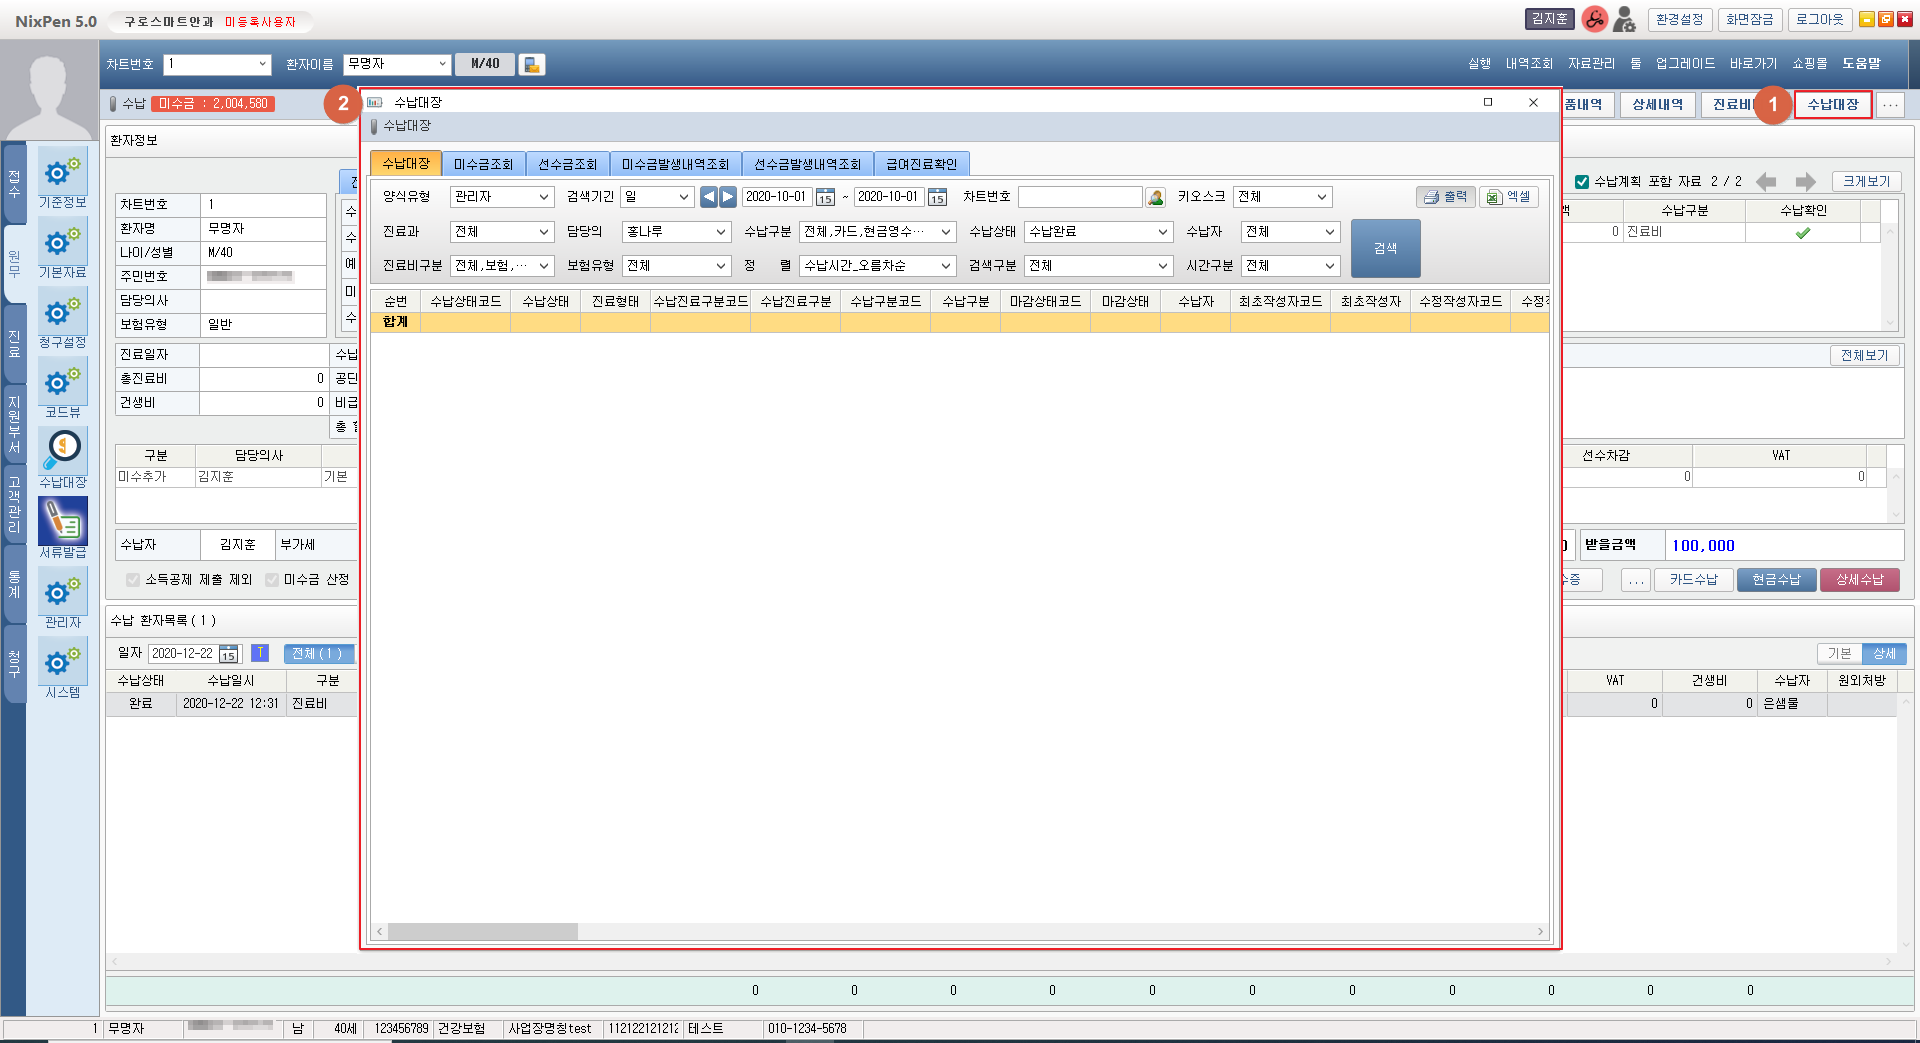 NixPen 5.0 구로스마트안과 미등록사용자 김지훈 환경설정 화면잠금 로그아웃
차트번호 1 환자이름 무명자 M/40 실행 내역조회 자료관리 툴 업그레이드 바로가기 쇼핑몰 도움말
수납 미수금 : 2,004,580 상세내역 1 수납대장 ...
환자정보
접수
원무
진료
지원부서
고객관리
통계
청구
기준정보
기본자료
청구설정
코드뷰
수납대장
서류발급
관리자
시스템
차트번호 1
환자명 무명자
나이/성별 M/40
주민번호
담당의사
보험유형 일반
진료일자
총진료비 0
건생비 0
구분 담당의사
미수추가 김지훈 기본
수납자 김지훈 부가세
소득공제 제출 제외 미수금 산정
2 수납대장
수납대장
수납대장 미수금조회 선수금조회 미수금발생내역조회 선수금발생내역조회 급여진료확인
양식유형 관리자 검색기간 일 2020-10-01 15 ~ 2020-10-01 15 차트번호 키오스크 전체 출력 엑셀
진료과 전체 담당의 홍나루 수납구분 전체,카드,현금영수... 수납상태 수납완료 수납자 전체 검색
진료비구분 전체,보험,... 보험유형 전체 정 렬 수납시간_오름차순 검색구분 전체 시간구분 전체
순번 수납상태코드 수납상태 진료형태 수납진료구분코드 수납진료구분 수납구분코드 수납구분 마감상태코드 마감상태 수납자 최초작성자코드 최초작성자 수정작성자코드
합계
수납계획 포함 자료 2 / 2 크게보기
수납구분 수납확인
0 진료비
전체보기
선수차감 VAT
0 0
받을금액 100,000
... 카드수납 현금수납 상세수납
수납 환자목록 ( 1 )
일자 2020-12-22 15 T 전체 ( 1 ) 기본 상세
수납상태 수납일시 구분 VAT 건생비 수납자 원외처방
완료 2020-12-22 12:31 진료비 0 0 은샘물
0 0 0 0 0 0 0 0 0 0 0
1 무명자 남 40세 123456789 건강보험 사업장명칭test 테스트 010-1234-5678